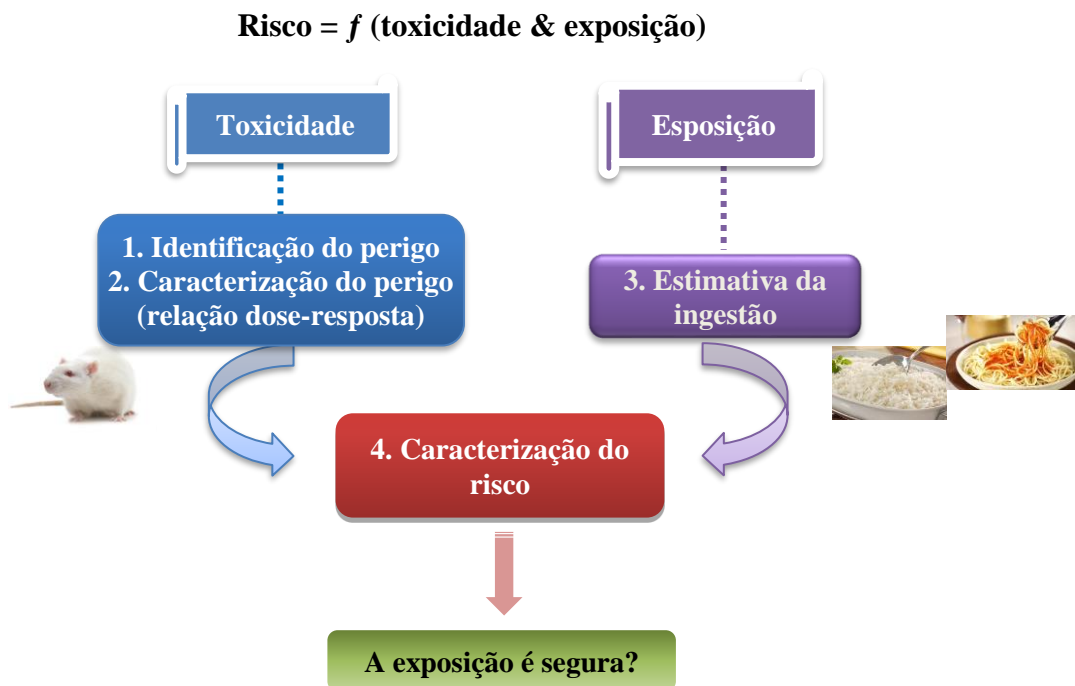 Risco = f (toxicidade & exposição)
Toxicidade
Esposição
1. Identificação do perigo
2. Caracterização do perigo
(relação dose-resposta)
3. Estimativa da
ingestão
4. Caracterização do
risco
A exposição é segura?